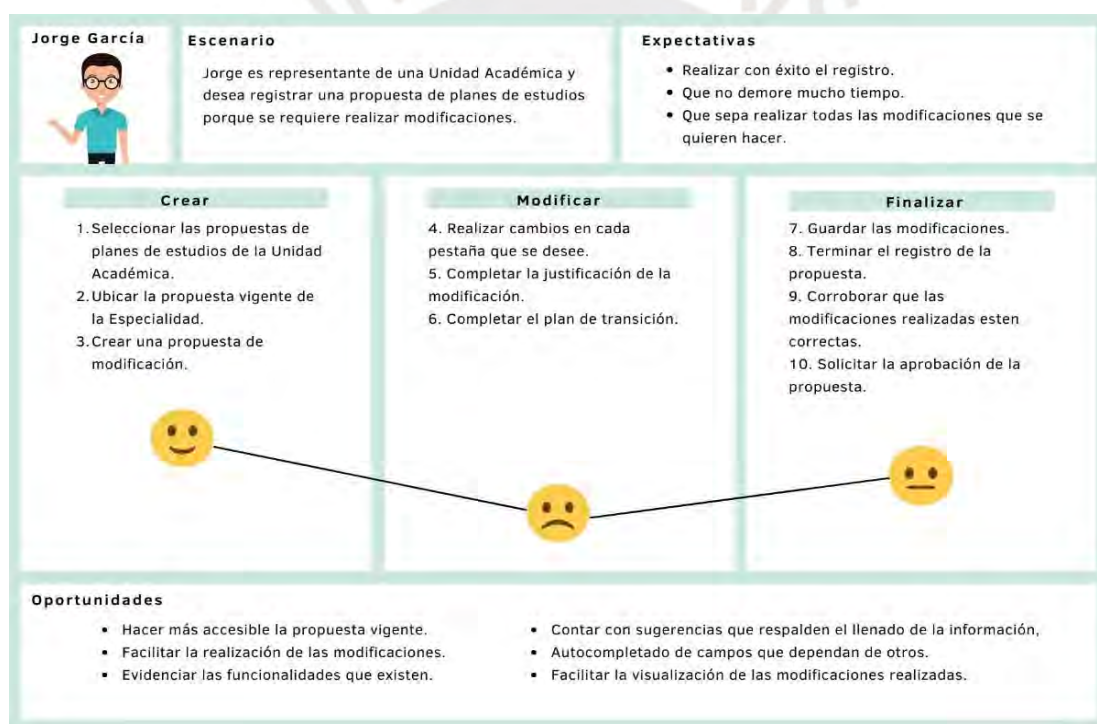 Jorge García
Escenario
Jorge es representante de una Unidad Académica y
desea registrar una propuesta de planes de estudios
porque se requiere realizar modificaciones.
Expectativas
• Realizar con éxito el registro.
• Que no demore mucho tiempo.
• Que sepa realizar todas las modificaciones que se
quieren hacer.
Crear
1. Seleccionar las propuestas de
planes de estudios de la Unidad
Académica.
2. Ubicar la propuesta vigente de
la Especialidad.
3. Crear una propuesta de
modificación.
Modificar
4. Realizar cambios en cada
pestaña que se desee.
5. Completar la justificación de la
modificación.
6. Completar el plan de transición.
Finalizar
7. Guardar las modificaciones.
8. Terminar el registro de la
propuesta.
9. Corroborar que las
modificaciones realizadas esten
correctas.
10. Solicitar la aprobación de la
propuesta.
Oportunidades
• Hacer más accesible la propuesta vigente.
• Facilitar la realización de las modificaciones.
• Evidenciar las funcionalidades que existen.
• Contar con sugerencias que respalden el llenado de la información,
• Autocompletado de campos que dependan de otros.
• Facilitar la visualización de las modificaciones realizadas.